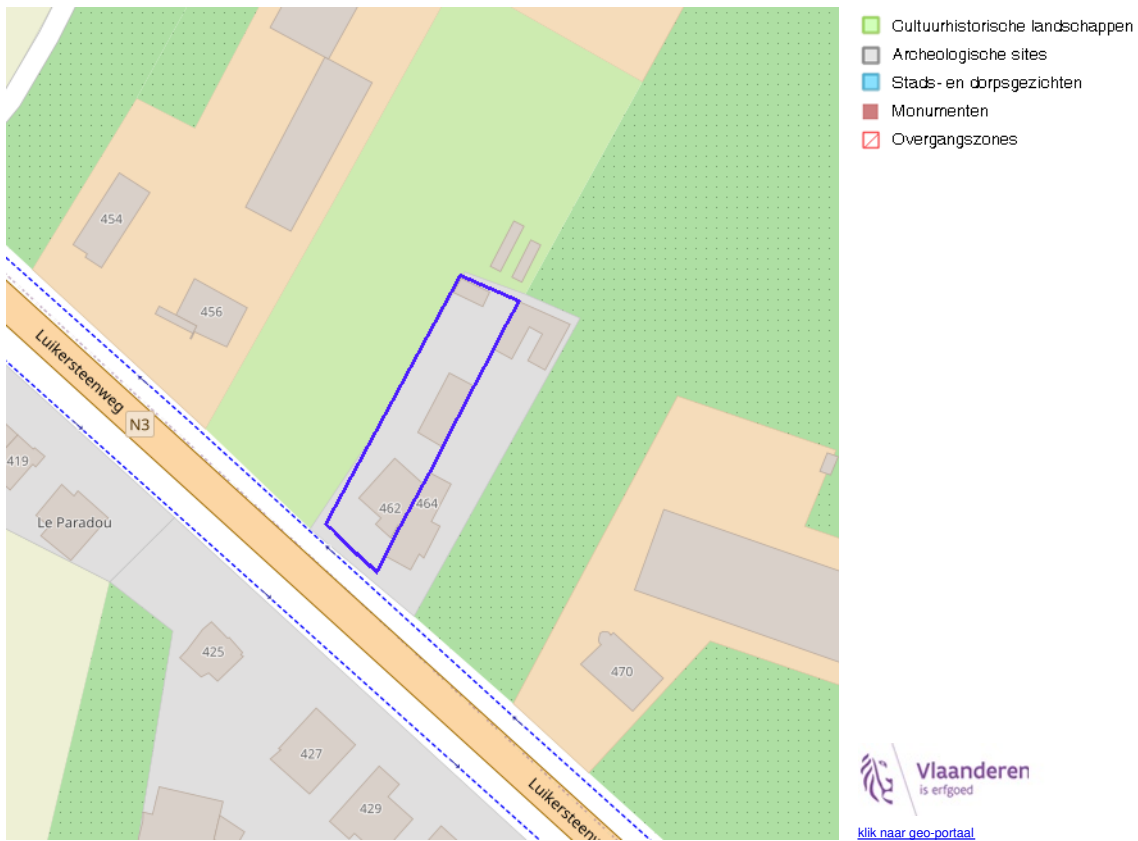 Cultuurhistorische landschappen
Archeologische sites
Stads- en dorpsgezichten
Monumenten
Overgangszones
454
456
Luikersteenweg
N3
419
Le Paradou
462
464
425
470
427
429
Luikersteenw
Vlaanderen
is erfgoed
klik naar geo-portaal